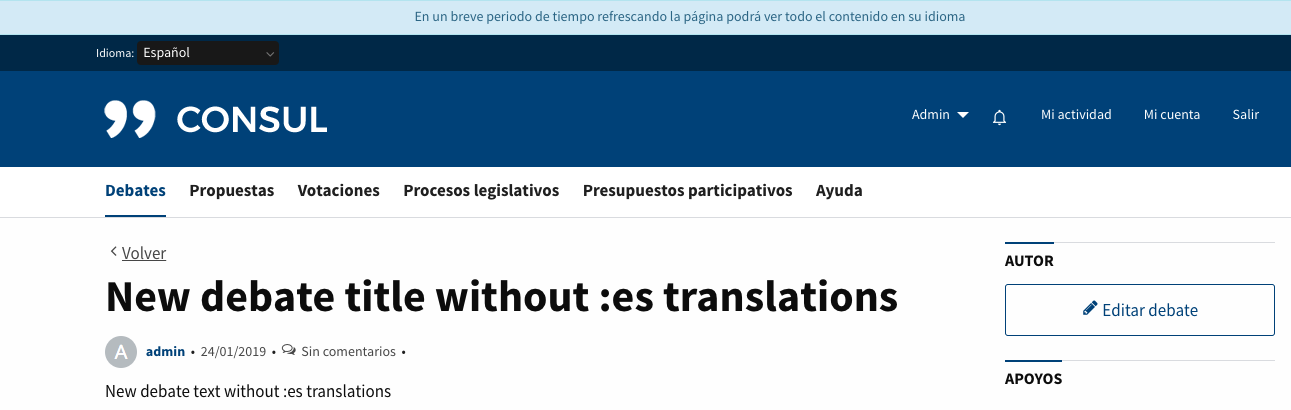 En un breve periodo de tiempo refrescando la página podrá ver todo el contenido en su idioma
Idioma: Español
CONSUL
Admin Mi actividad Mi cuenta Salir
Debates Propuestas Votaciones Procesos legislativos Presupuestos participativos Ayuda
Volver
New debate title without :es translations
A admin • 24/01/2019 • Sin comentarios •
New debate text without :es translations
AUTOR
Editar debate
APOYOS